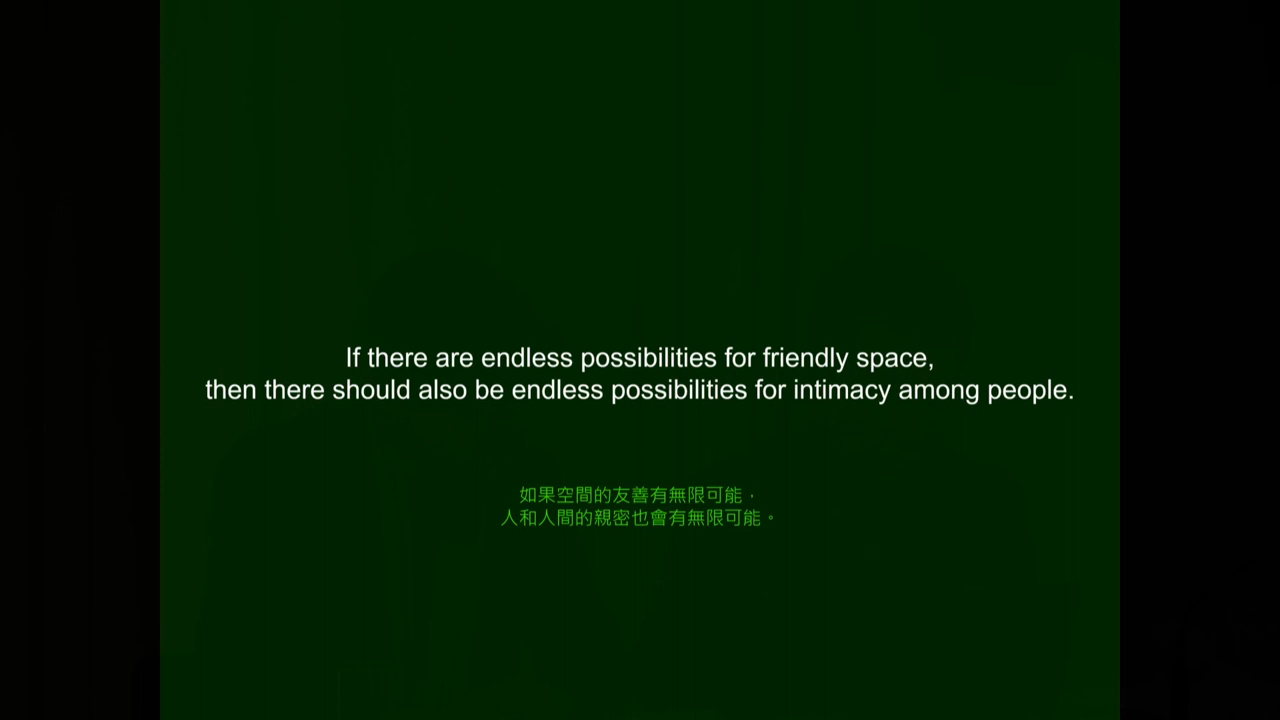 If there are endless possibilities for friendly space,
then there should also be endless possibilities for intimacy among people.
如果空間的友善有無限可能，
人和人間的親密也會有無限可能。